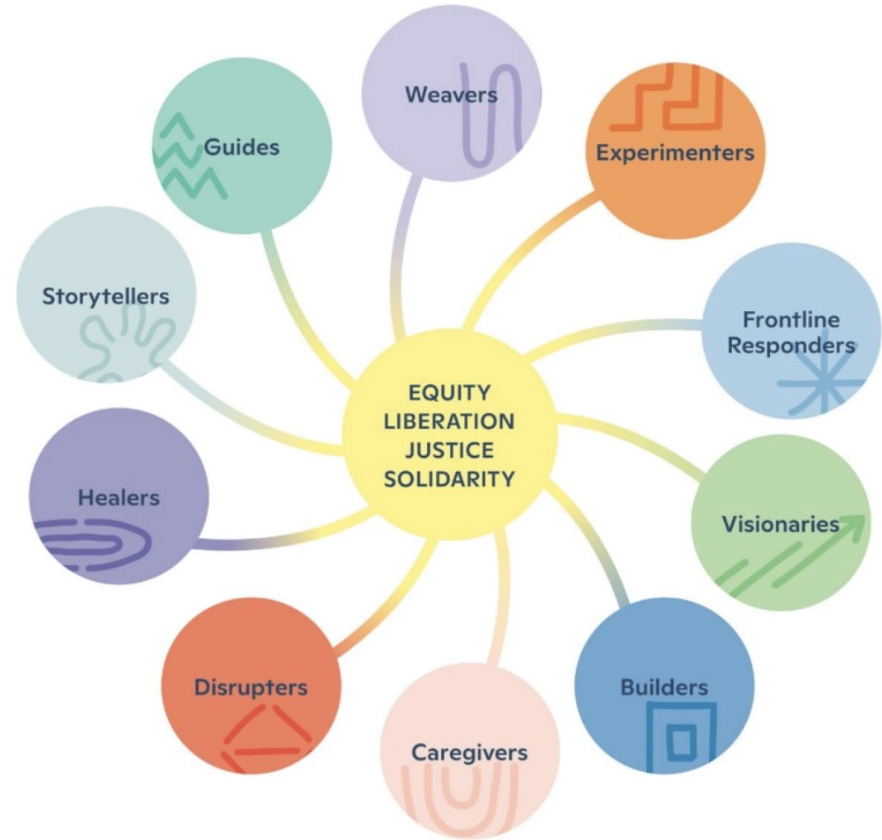 Weavers
Experimenters
Frontline
Responders
Visionaries
Builders
Caregivers
Disrupters
Healers
Storytellers
Guides
EQUITY
LIBERATION
JUSTICE
SOLIDARITY